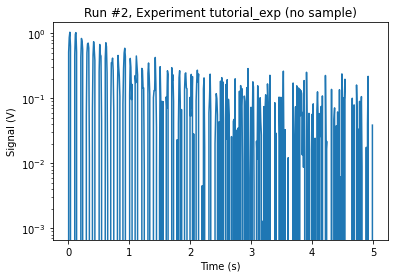 Run #2, Experiment tutorial_exp (no sample)
Signal (V)
10⁰
10⁻¹
10⁻²
10⁻³
0 1 2 3 4 5
Time (s)